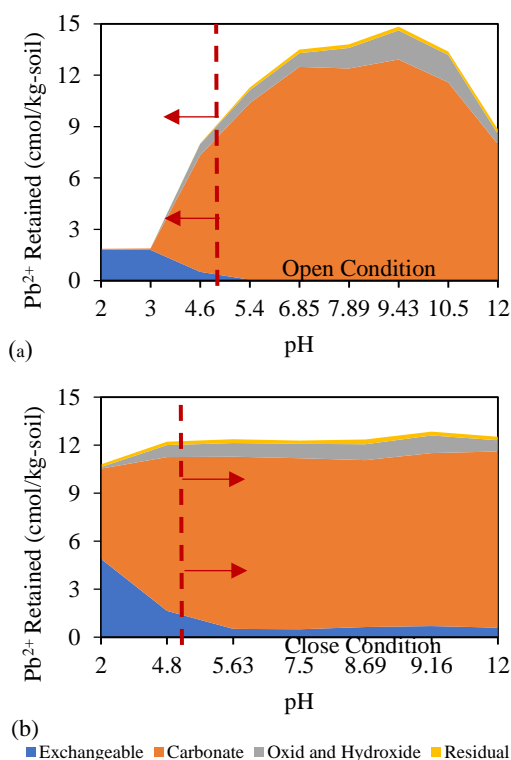 15
12
9
6
3
0
Pb2+ Retained (cmol/kg-soil)
Open Condition
2 3 4.6 5.4 6.85 7.89 9.43 10.5 12
(a)
pH
15
12
9
6
3
0
Pb2+ Retained (cmol/kg-soil)
Close Condition
2 4.8 5.63 7.5 8.69 9.16 12
pH
(b)
Exchangeable Carbonate Oxid and Hydroxide Residual